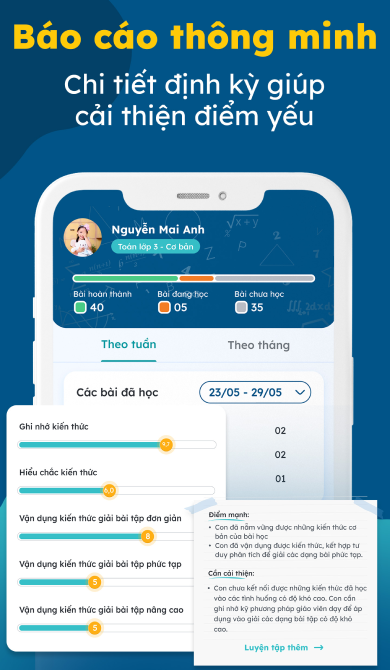 Báo cáo thông minh
Chi tiết định kỳ giúp
cải thiện điểm yếu
Nguyễn Mai Anh
Toán lớp 3 - Cơ bản
Bài hoàn thành
Bài đang học
Bài chưa học
40
05
35
Theo tuần
Theo tháng
Các bài đã học
23/05 - 29/05
02
02
01
Ghi nhớ kiến thức
Hiểu chắc kiến thức
6,0
Vận dụng kiến thức giải bài tập đơn giản
8
Vận dụng kiến thức giải bài tập phức tạp
5
Vận dụng kiến thức giải bài tập nâng cao
5
Điểm mạnh:
• Con đã nắm vững được những kiến thức cơ
bản của bài học
• Con đã vận dụng được kiến thức, kết hợp tư
duy phân tích để giải các dạng bài phức tạp.
Cần cải thiện:
• Con chưa kết nối được những kiến thức đã học
vào các tình huống có độ khó cao. Con cần
ghi nhớ kỹ phương pháp giáo viên dạy để áp
dụng vào giải các dạng bài tập có độ khó
cao.
Luyện tập thêm →